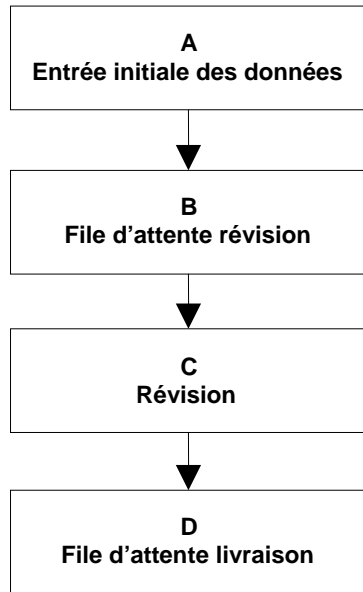 A
Entrée initiale des données
B
File d'attente révision
C
Révision
D
File d'attente livraison